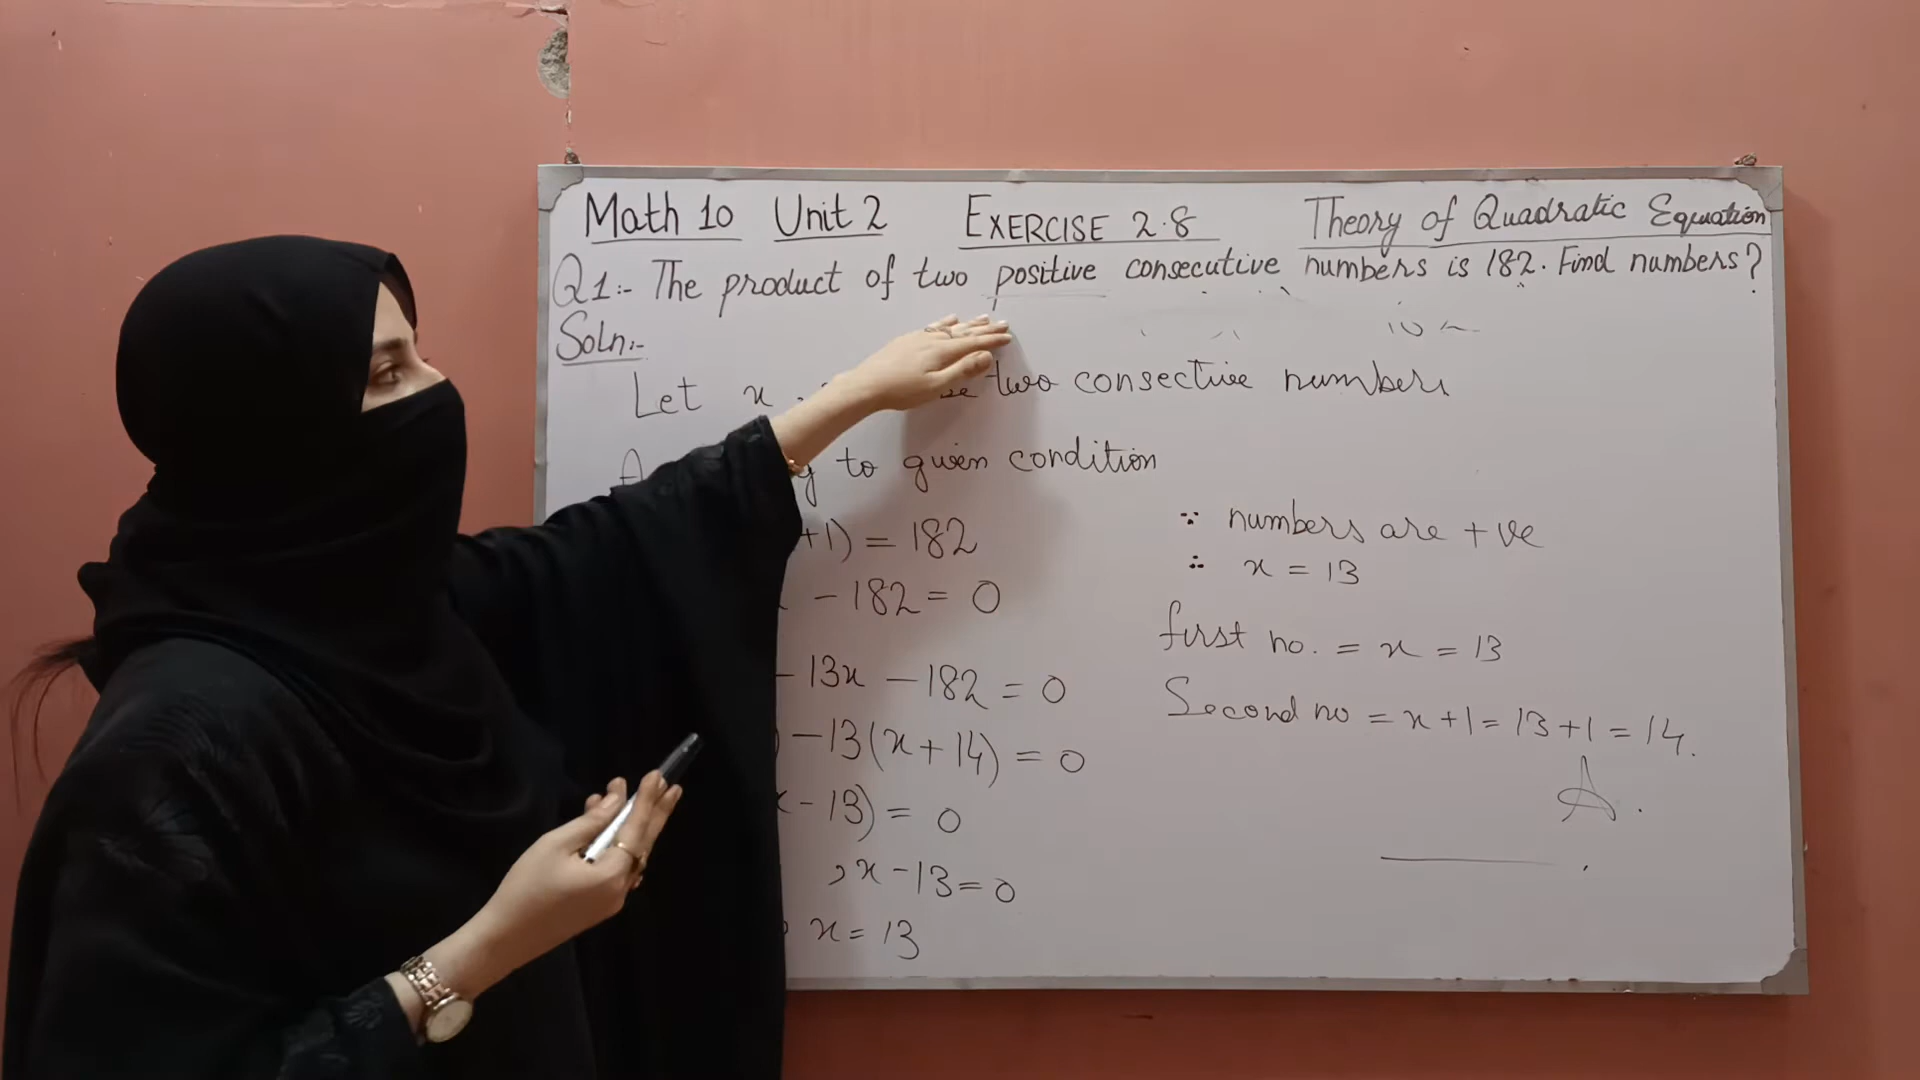 Math 10 Unit 2 EXERCISE 2.8 Theory of Quadratic Equation
Q1:- The product of two positive consecutive numbers is 182. Find numbers?
Soln:-
Let x two consective numbers
to given condition
+1) = 182
- 182 = 0
- 13x - 182 = 0
) - 13(x + 14) = 0
- 13) = 0
, x - 13 = 0
x = 13
∵ numbers are +ve
∴ x = 13
first no. = x = 13
Second no = x + 1 = 13 + 1 = 14.